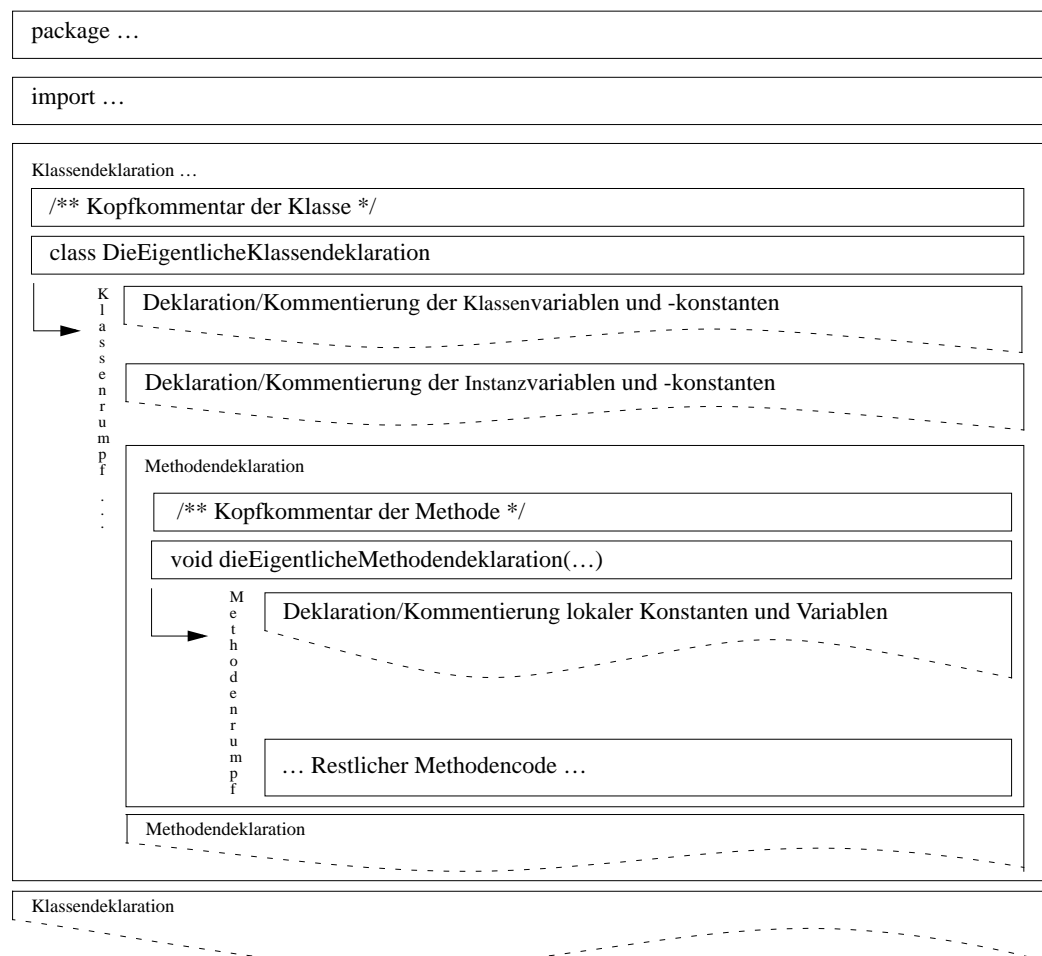 package …
import …
Klassendeklaration …
/** Kopfkommentar der Klasse */
class DieEigentlicheKlassendeklaration
Klassenrumpf ...
Deklaration/Kommentierung der Klassenvariablen und -konstanten
Deklaration/Kommentierung der Instanzvariablen und -konstanten
Methodendeklaration
/** Kopfkommentar der Methode */
void dieEigentlicheMethodendeklaration(…)
Methodenrumpf
Deklaration/Kommentierung lokaler Konstanten und Variablen
… Restlicher Methodencode …
Methodendeklaration
Klassendeklaration